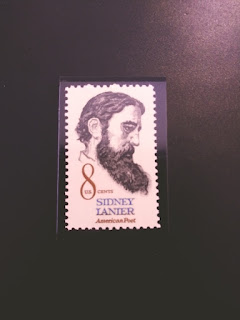 8
US CENTS
SIDNEY
LANIER
American Poet